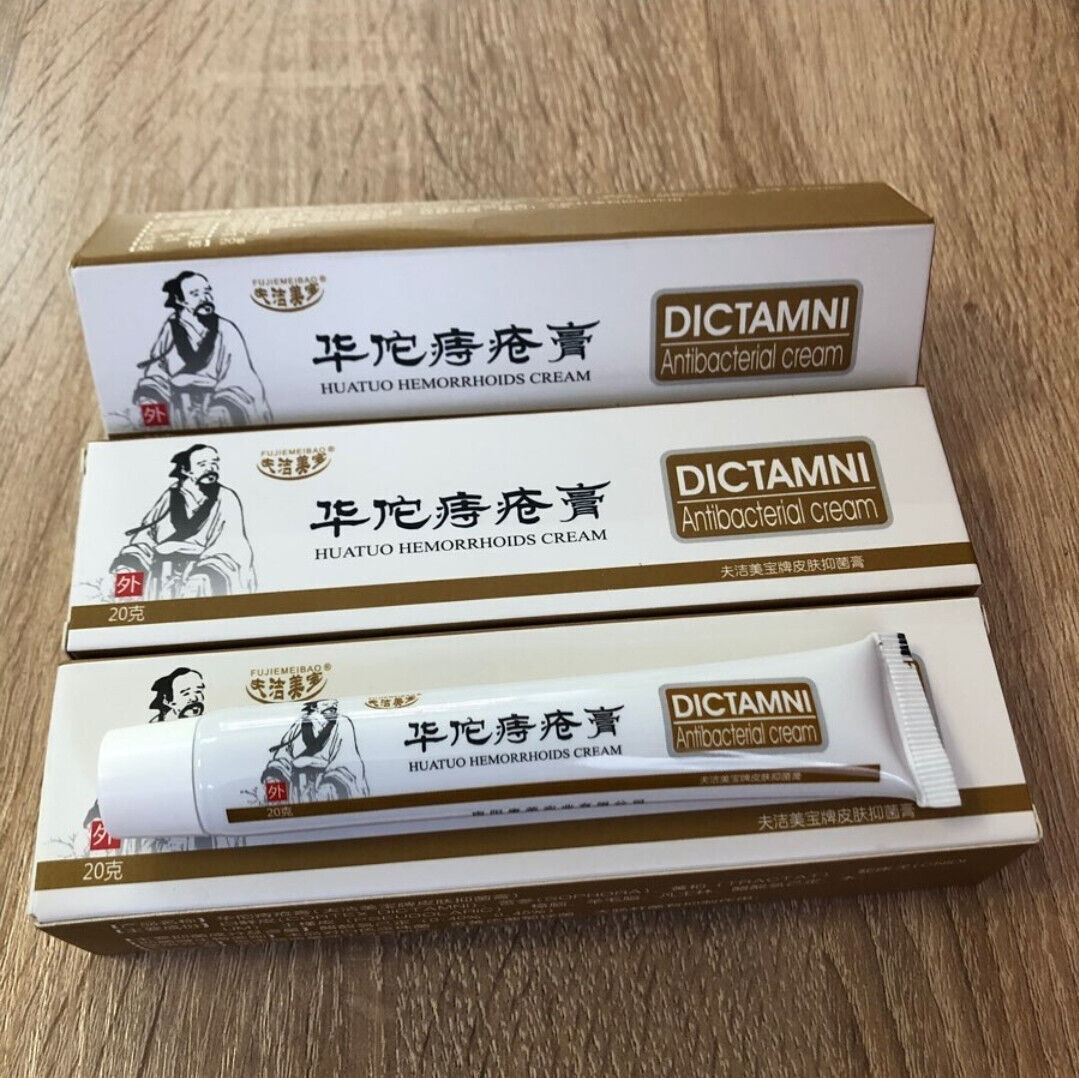 FUJIEMEIBAO®
夫洁美宝
华佗痔疮膏
HUATUO HEMORRHOIDS CREAM
DICTAMNI
Antibacterial cream
外
FUJIEMEIBAO®
夫洁美宝
华佗痔疮膏
HUATUO HEMORRHOIDS CREAM
DICTAMNI
Antibacterial cream
外
20克
夫洁美宝牌皮肤抑菌膏
FUJIEMEIBAO®
夫洁美宝
夫洁美宝
华佗痔疮膏
HUATUO HEMORRHOIDS CREAM
DICTAMNI
Antibacterial cream
外
20克
夫洁美宝牌皮肤抑菌膏
外
20克
夫洁美宝牌皮肤抑菌膏